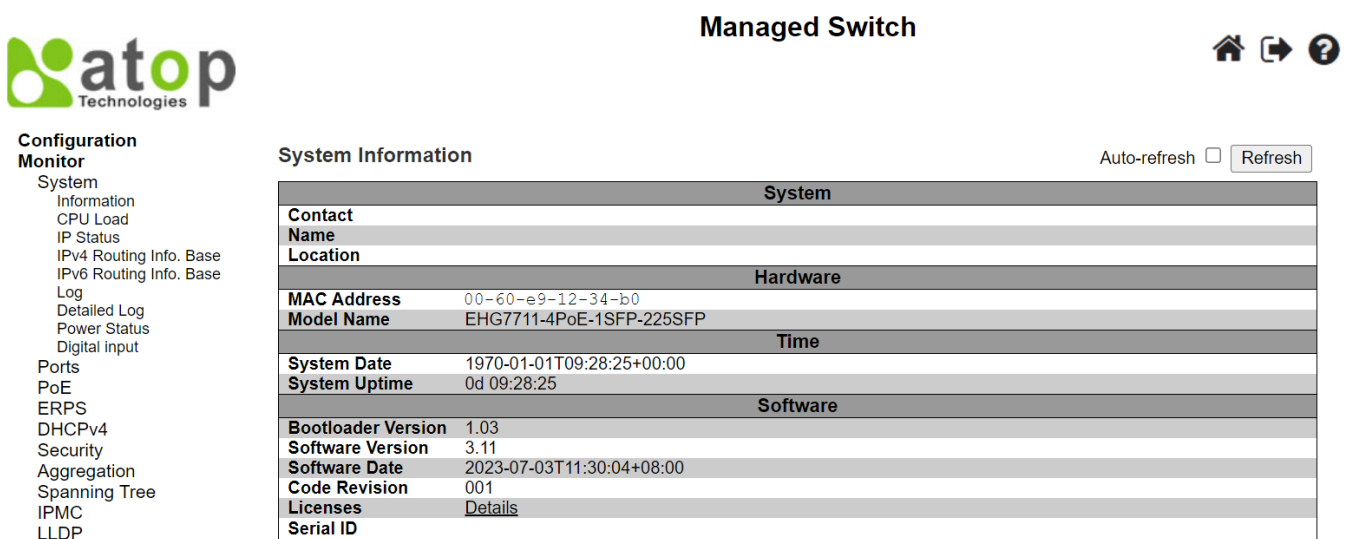 Managed Switch
atop
Technologies
Configuration
Monitor
System
Information
CPU Load
IP Status
IPv4 Routing Info. Base
IPv6 Routing Info. Base
Log
Detailed Log
Power Status
Digital input
Ports
PoE
ERPS
DHCPv4
Security
Aggregation
Spanning Tree
IPMC
LLDP
System Information
Auto-refresh Refresh
System
Contact
Name
Location
Hardware
MAC Address 00-60-e9-12-34-b0
Model Name EHG7711-4PoE-1SFP-225SFP
Time
System Date 1970-01-01T09:28:25+00:00
System Uptime 0d 09:28:25
Software
Bootloader Version 1.03
Software Version 3.11
Software Date 2023-07-03T11:30:04+08:00
Code Revision 001
Licenses Details
Serial ID